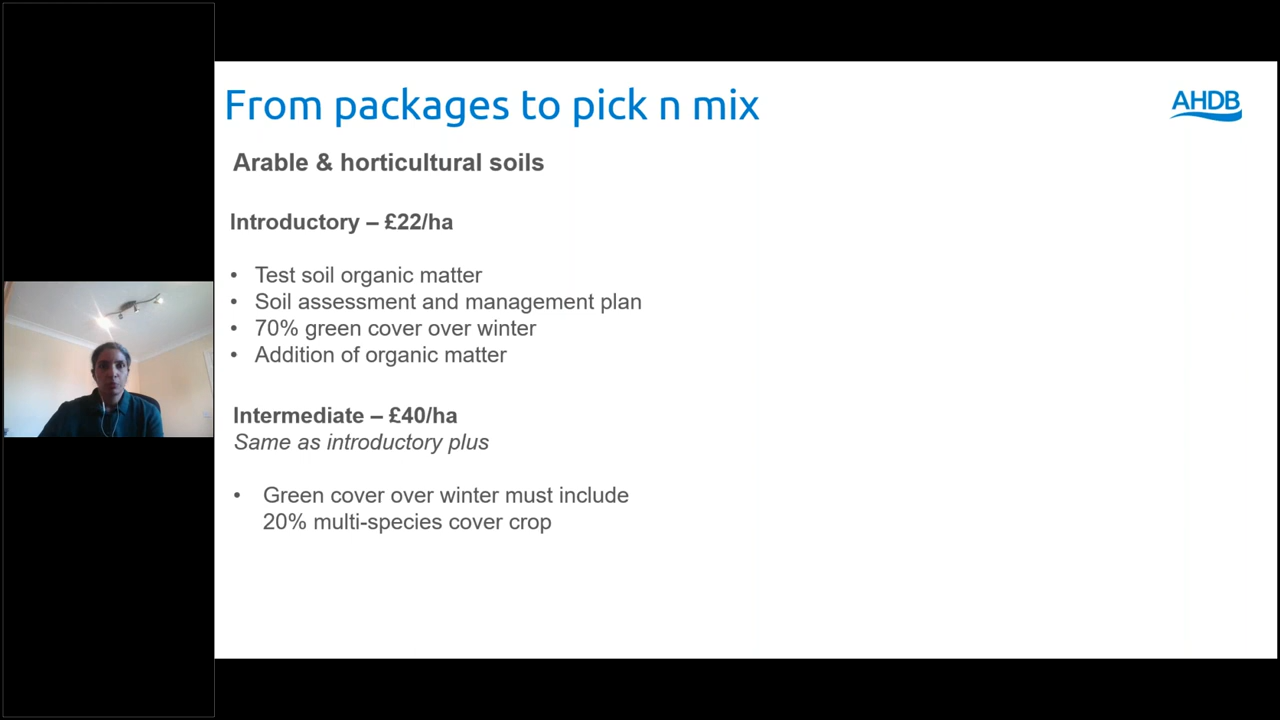 From packages to pick n mix
AHDB
Arable & horticultural soils
Introductory – £22/ha
• Test soil organic matter
• Soil assessment and management plan
• 70% green cover over winter
• Addition of organic matter
Intermediate – £40/ha
Same as introductory plus
• Green cover over winter must include
20% multi-species cover crop